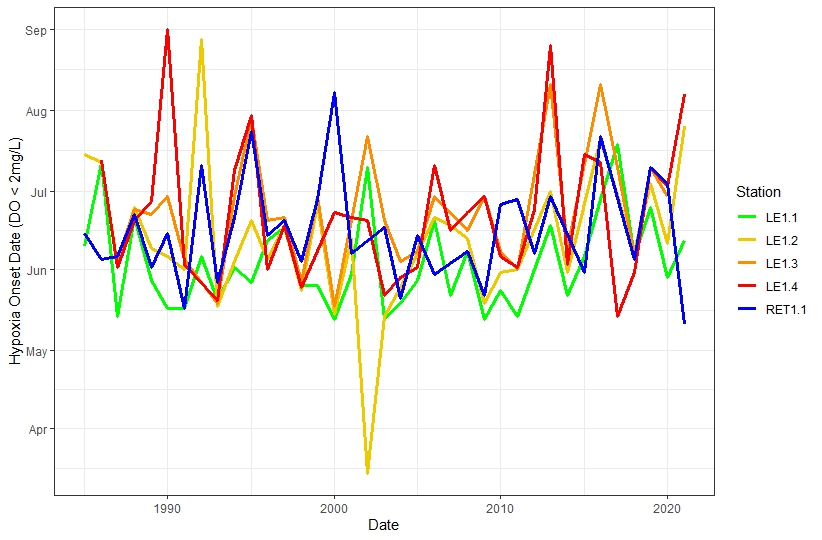 Hypoxia Onset Date (DO < 2mg/L)
Sep
Aug
Jul
Jun
May
Apr
1990
2000
2010
2020
Date
Station
LE1.1
LE1.2
LE1.3
LE1.4
RET1.1